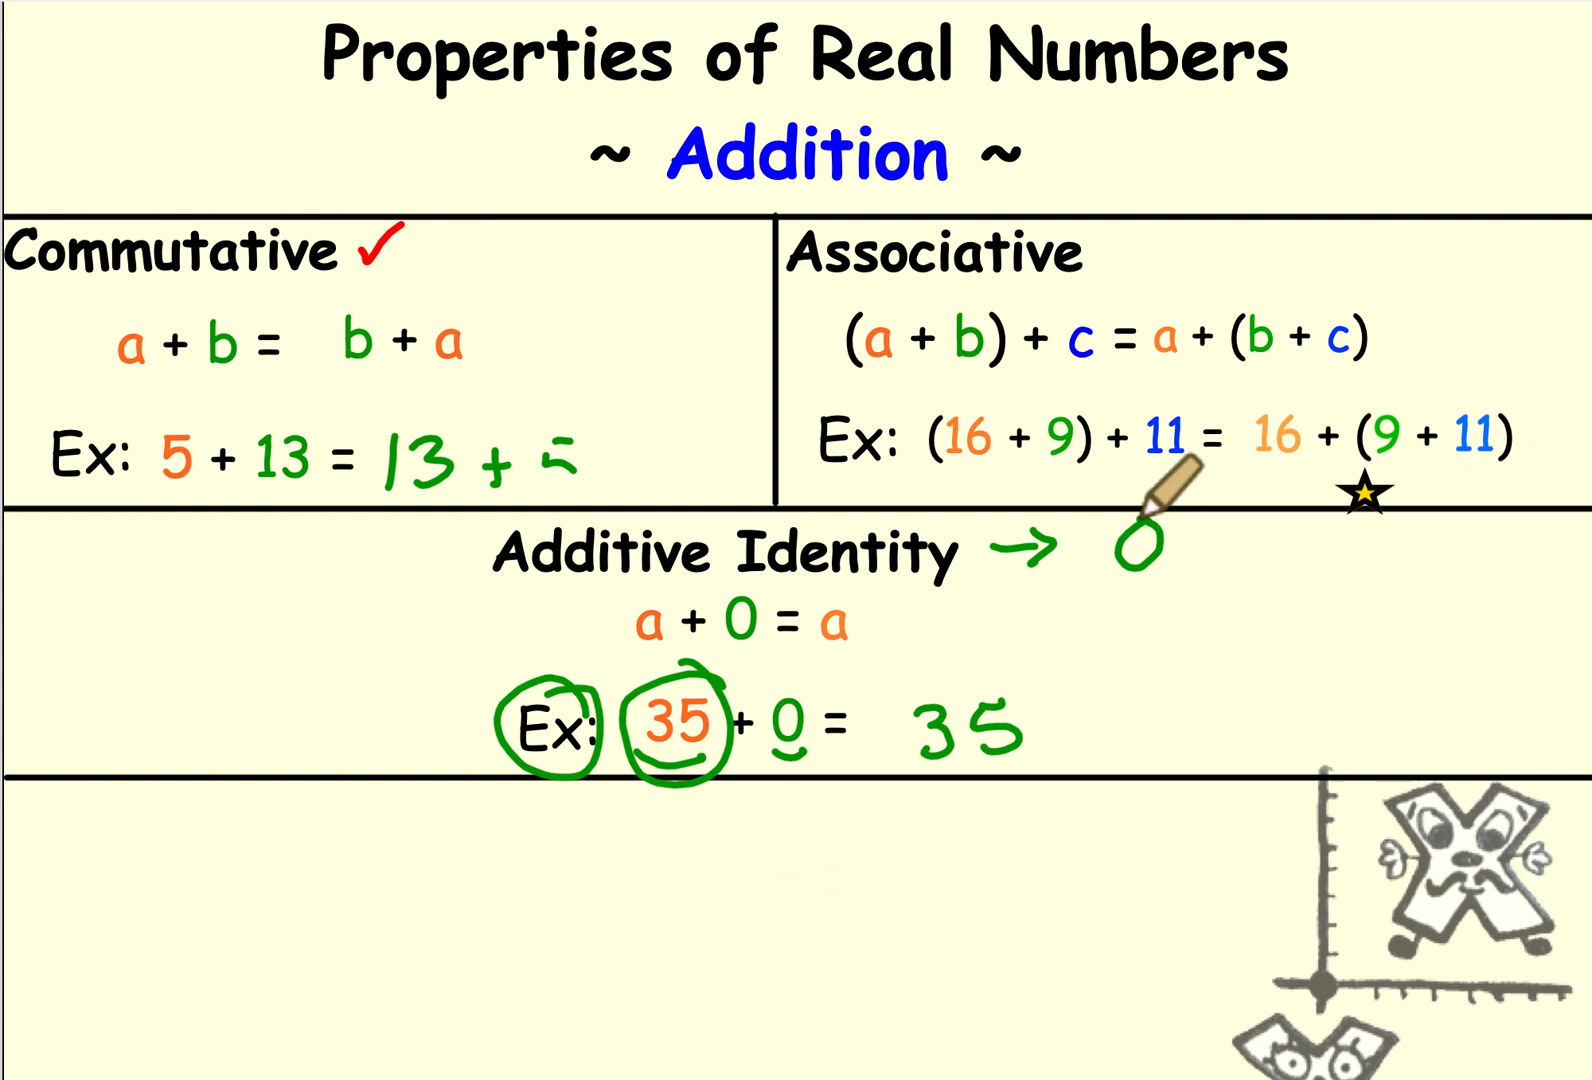 Properties of Real Numbers
~ Addition ~
Commutative ✓
a + b = b + a
Ex: 5 + 13 = 13 + 5
Associative
(a + b) + c = a + (b + c)
Ex: (16 + 9) + 11 = 16 + (9 + 11)
Additive Identity → 0
a + 0 = a
Ex: 35 + 0 = 35